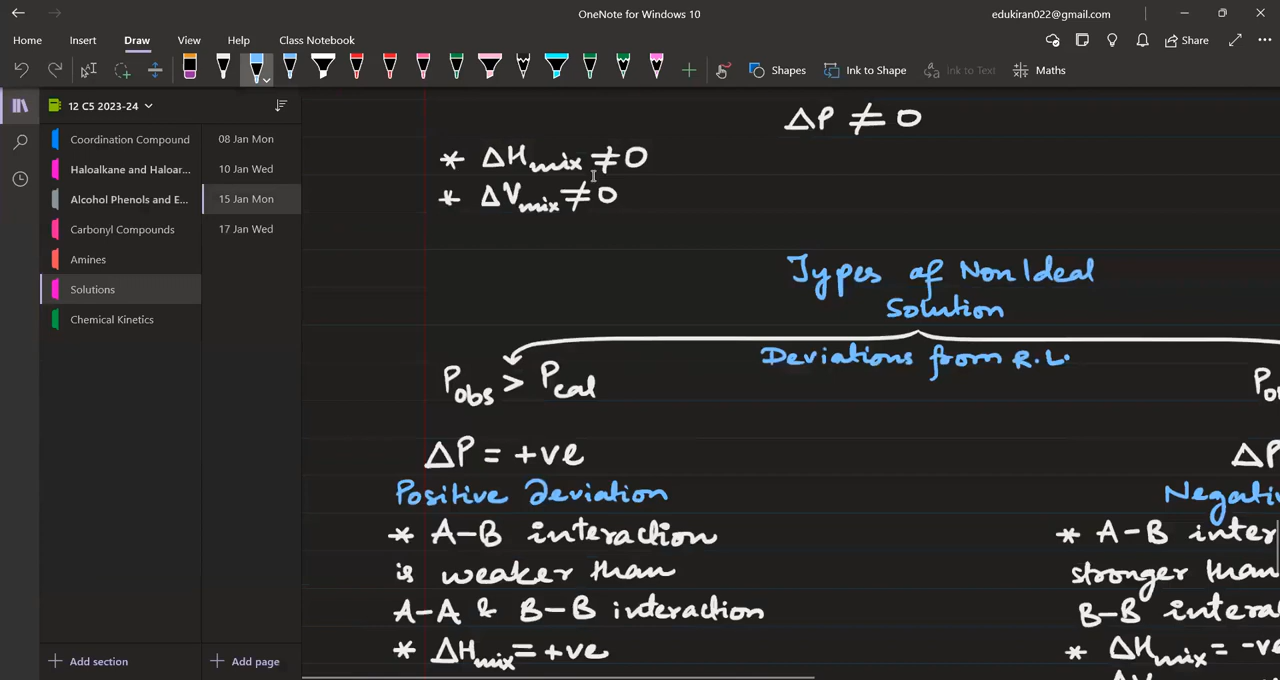 OneNote for Windows 10
edukiran022@gmail.com
Home
Insert
Draw
View
Help
Class Notebook
Share
Shapes
Ink to Shape
Ink to Text
Maths
12 C5 2023-24
Coordination Compound
Haloalkane and Haloar...
Alcohol Phenols and E...
Carbonyl Compounds
Amines
Solutions
Chemical Kinetics
Add section
08 Jan Mon
10 Jan Wed
15 Jan Mon
17 Jan Wed
Add page
ΔP ≠ 0
* ΔHmix ≠ 0
* ΔVmix ≠ 0
Types of Non Ideal
Solution
Deviations from R.L.
Pobs > Pcal
ΔP = +ve
Positive deviation
* A-B interaction
is weaker than
A-A & B-B interaction
* ΔHmix = +ve
ΔP
* A-B
stronger than
B-B
* ΔHmix = -ve